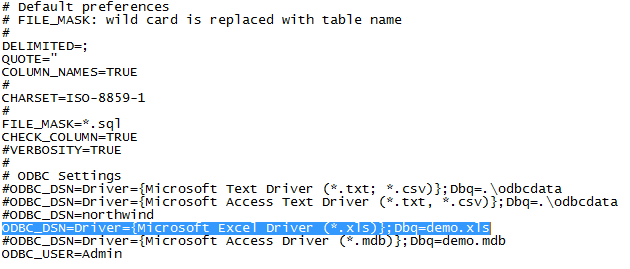 # Default preferences
# FILE_MASK: wild card is replaced with table name
#
DELIMITED=;
QUOTE="
COLUMN_NAMES=TRUE
#
CHARSET=ISO-8859-1
#
FILE_MASK=*.sql
CHECK_COLUMN=TRUE
#VERBOSITY=TRUE
#
# ODBC Settings
#ODBC_DSN=Driver={Microsoft Text Driver (*.txt; *.csv)};Dbq=.\odbcdata
#ODBC_DSN=Driver={Microsoft Access Text Driver (*.txt, *.csv)};Dbq=.\odbcdata
#ODBC_DSN=northwind
ODBC_DSN=Driver={Microsoft Excel Driver (*.xls)};Dbq=demo.xls
#ODBC_DSN=Driver={Microsoft Access Driver (*.mdb)};Dbq=demo.mdb
ODBC_USER=Admin